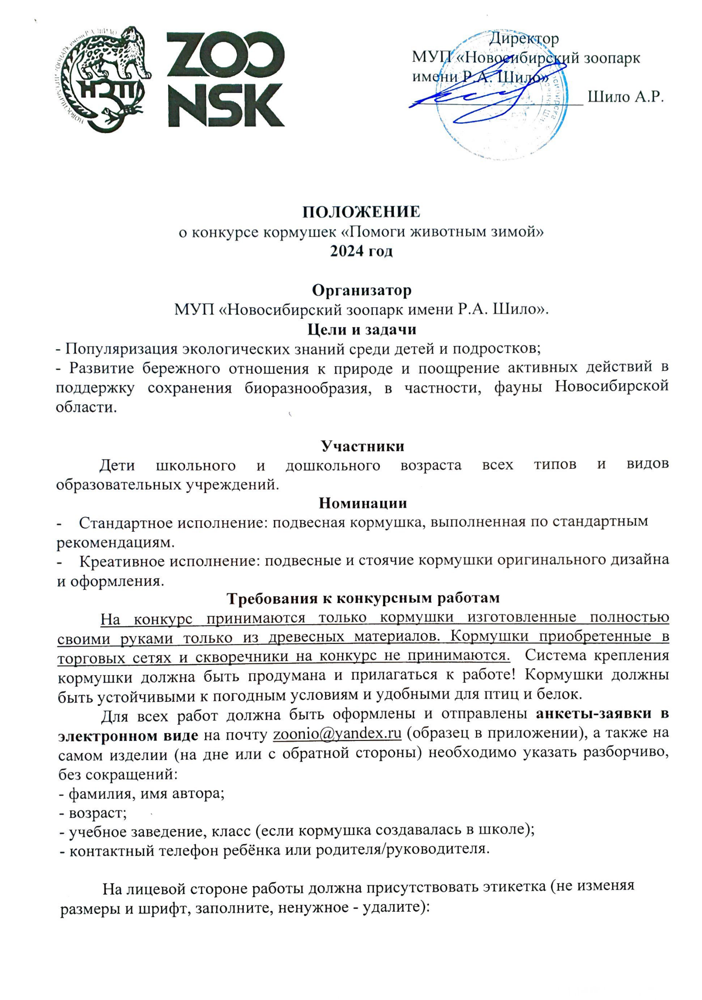 НОВОСИБИРСКИЙ ЗООПАРК имени Р.А. ШИЛО
НЗП
ZOO
NSK
Директор
МУП «Новосибирский зоопарк
имени Р.А. Шило»
Шило А.Р.
ПОЛОЖЕНИЕ
о конкурсе кормушек «Помоги животным зимой»
2024 год
Организатор
МУП «Новосибирский зоопарк имени Р.А. Шило».
Цели и задачи
- Популяризация экологических знаний среди детей и подростков;
- Развитие бережного отношения к природе и поощрение активных действий в
поддержку сохранения биоразнообразия, в частности, фауны Новосибирской
области.
Участники
Дети школьного и дошкольного возраста всех типов и видов
образовательных учреждений.
Номинации
- Стандартное исполнение: подвесная кормушка, выполненная по стандартным
рекомендациям.
- Креативное исполнение: подвесные и стоячие кормушки оригинального дизайна
и оформления.
Требования к конкурсным работам
На конкурс принимаются только кормушки изготовленные полностью
своими руками только из древесных материалов. Кормушки приобретенные в
торговых сетях и скворечники на конкурс не принимаются. Система крепления
кормушки должна быть продумана и прилагаться к работе! Кормушки должны
быть устойчивыми к погодным условиям и удобными для птиц и белок.
Для всех работ должна быть оформлены и отправлены анкеты-заявки в
электронном виде на почту zoonio@yandex.ru (образец в приложении), а также на
самом изделии (на дне или с обратной стороны) необходимо указать разборчиво,
без сокращений:
- фамилия, имя автора;
- возраст;
- учебное заведение, класс (если кормушка создавалась в школе);
- контактный телефон ребёнка или родителя/руководителя.
На лицевой стороне работы должна присутствовать этикетка (не изменяя
размеры и шрифт, заполните, ненужное - удалите):